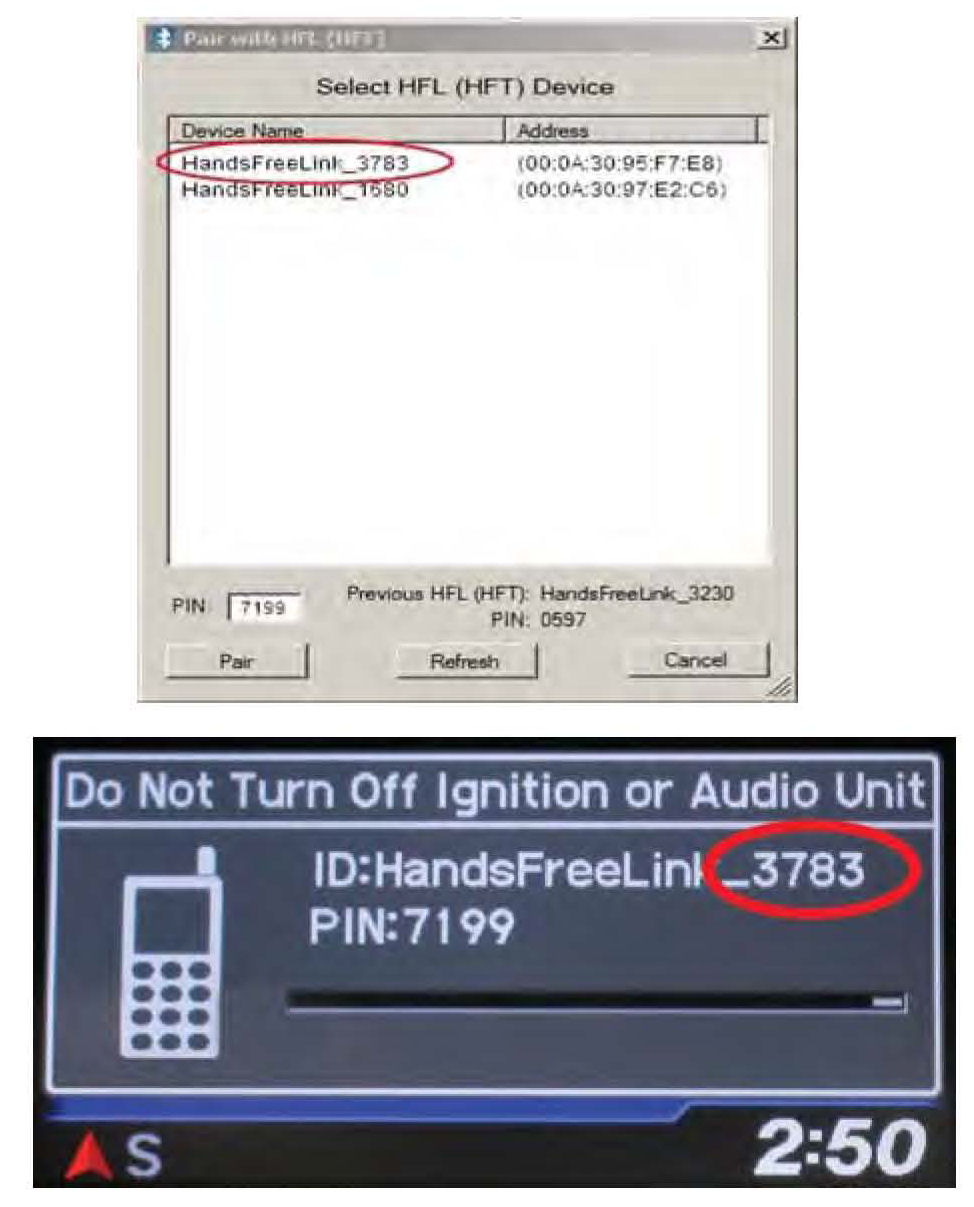 Pair with HFL (HFT)
Select HFL (HFT) Device
Device Name Address
HandsFreeLink_3783 (00:0A:30:95:F7:E8)
HandsFreeLink_1680 (00:0A:30:97:E2:C6)
PIN 7199 Previous HFL (HFT): HandsFreeLink_3230
PIN: 0597
Pair Refresh Cancel
Do Not Turn Off Ignition or Audio Unit
ID:HandsFreeLink_3783
PIN:7199
S 2:50